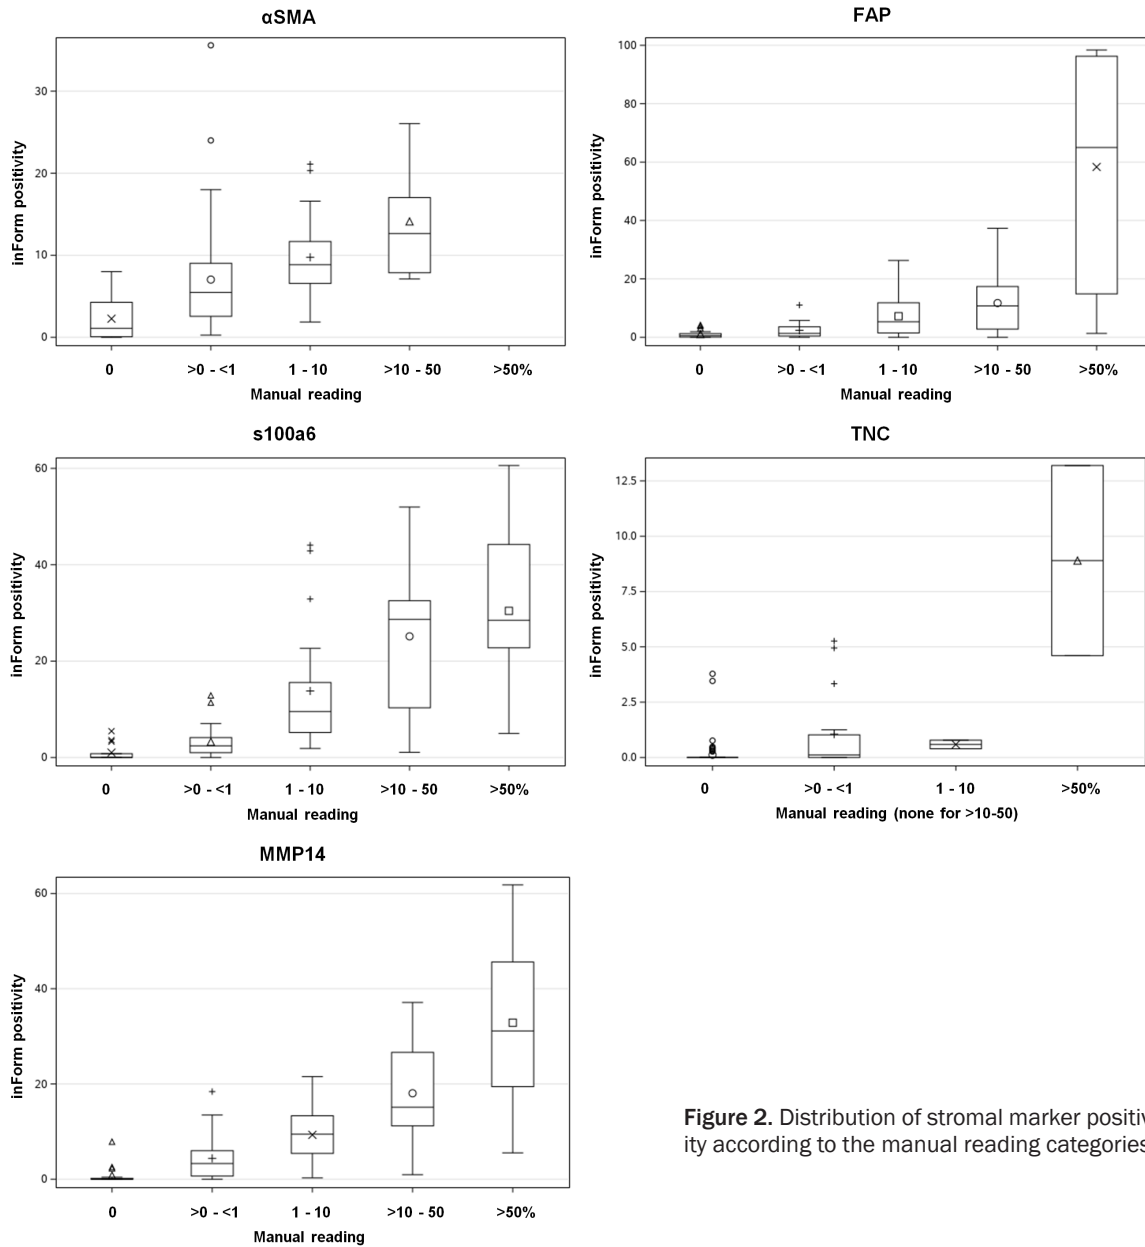 αSMA
inForm positivity
30
20
10
0
0 >0 - <1 1 - 10 >10 - 50 >50%
Manual reading
FAP
inForm positivity
100
80
60
40
20
0
0 >0 - <1 1 - 10 >10 - 50 >50%
Manual reading
s100a6
inForm positivity
60
40
20
0
0 >0 - <1 1 - 10 >10 - 50 >50%
Manual reading
TNC
inForm positivity
12.5
10.0
7.5
5.0
2.5
0.0
0 >0 - <1 1 - 10 >50%
Manual reading (none for >10-50)
MMP14
inForm positivity
60
40
20
0
0 >0 - <1 1 - 10 >10 - 50 >50%
Manual reading
Figure 2. Distribution of stromal marker positiv
ity according to the manual reading categories